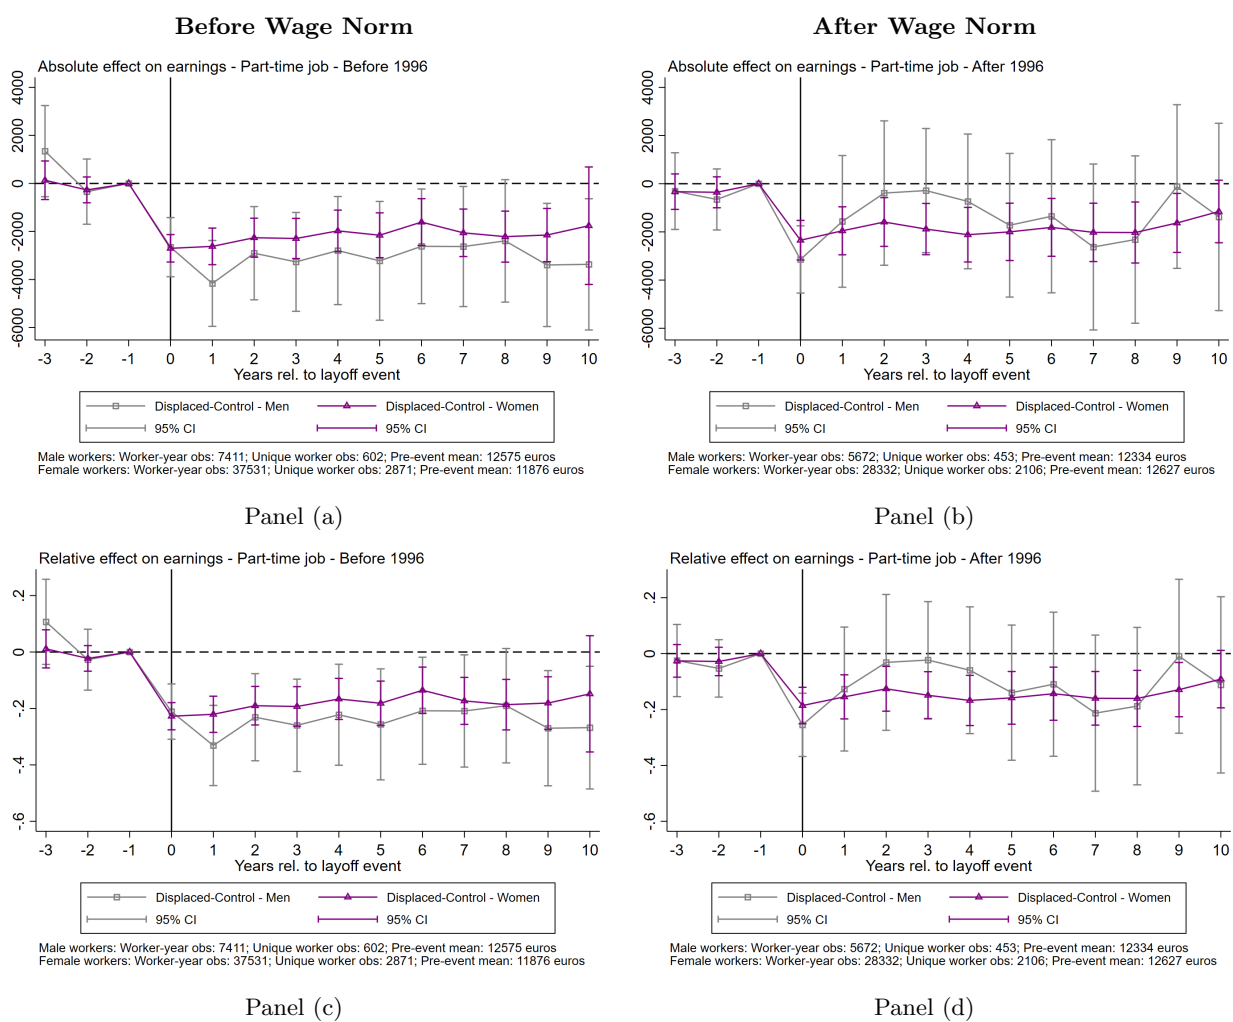 Before Wage Norm
After Wage Norm
Absolute effect on earnings - Part-time job - Before 1996
4000
2000
0
-2000
-4000
-6000
-3 -2 -1 0 1 2 3 4 5 6 7 8 9 10
Years rel. to layoff event
Displaced-Control - Men
Displaced-Control - Women
95% CI
95% CI
Male workers: Worker-year obs: 7411; Unique worker obs: 602; Pre-event mean: 12575 euros
Female workers: Worker-year obs: 37531; Unique worker obs: 2871; Pre-event mean: 11876 euros
Panel (a)
Absolute effect on earnings - Part-time job - After 1996
4000
2000
0
-2000
-4000
-6000
-3 -2 -1 0 1 2 3 4 5 6 7 8 9 10
Years rel. to layoff event
Displaced-Control - Men
Displaced-Control - Women
95% CI
95% CI
Male workers: Worker-year obs: 5672; Unique worker obs: 453; Pre-event mean: 12334 euros
Female workers: Worker-year obs: 28332; Unique worker obs: 2106; Pre-event mean: 12627 euros
Panel (b)
Relative effect on earnings - Part-time job - Before 1996
.2
0
-.2
-.4
-.6
-3 -2 -1 0 1 2 3 4 5 6 7 8 9 10
Years rel. to layoff event
Displaced-Control - Men
Displaced-Control - Women
95% CI
95% CI
Male workers: Worker-year obs: 7411; Unique worker obs: 602; Pre-event mean: 12575 euros
Female workers: Worker-year obs: 37531; Unique worker obs: 2871; Pre-event mean: 11876 euros
Panel (c)
Relative effect on earnings - Part-time job - After 1996
.2
0
-.2
-.4
-.6
-3 -2 -1 0 1 2 3 4 5 6 7 8 9 10
Years rel. to layoff event
Displaced-Control - Men
Displaced-Control - Women
95% CI
95% CI
Male workers: Worker-year obs: 5672; Unique worker obs: 453; Pre-event mean: 12334 euros
Female workers: Worker-year obs: 28332; Unique worker obs: 2106; Pre-event mean: 12627 euros
Panel (d)